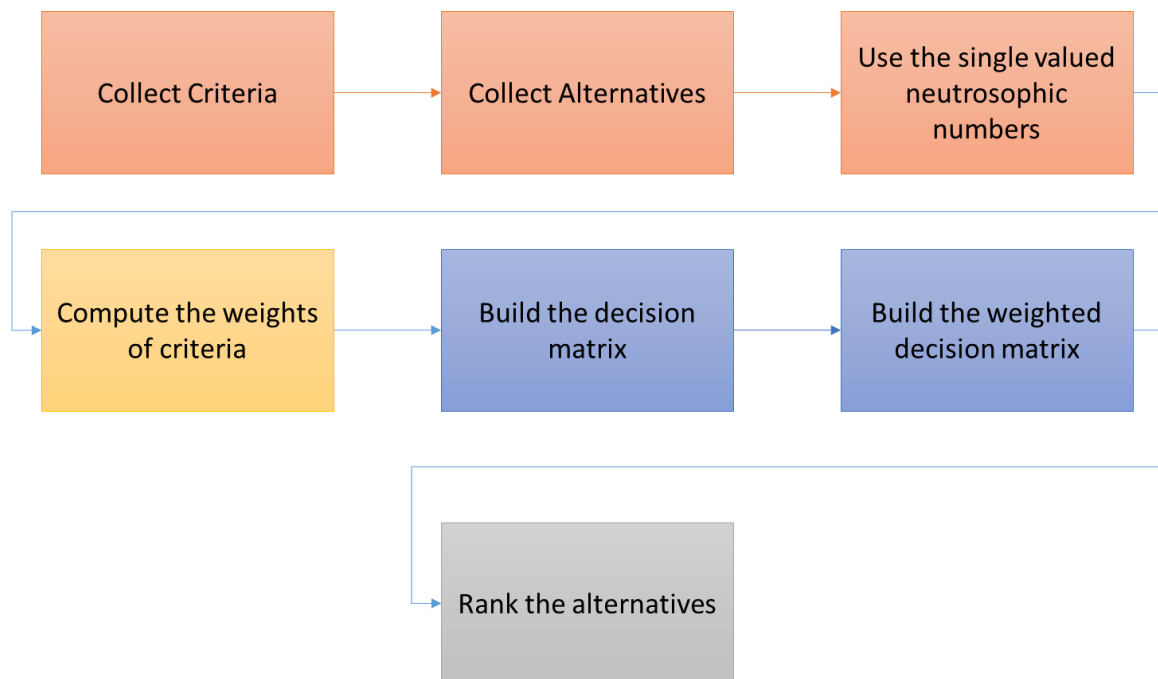 Collect Criteria
Collect Alternatives
Use the single valued
neutrosophic
numbers
Compute the weights
of criteria
Build the decision
matrix
Build the weighted
decision matrix
Rank the alternatives